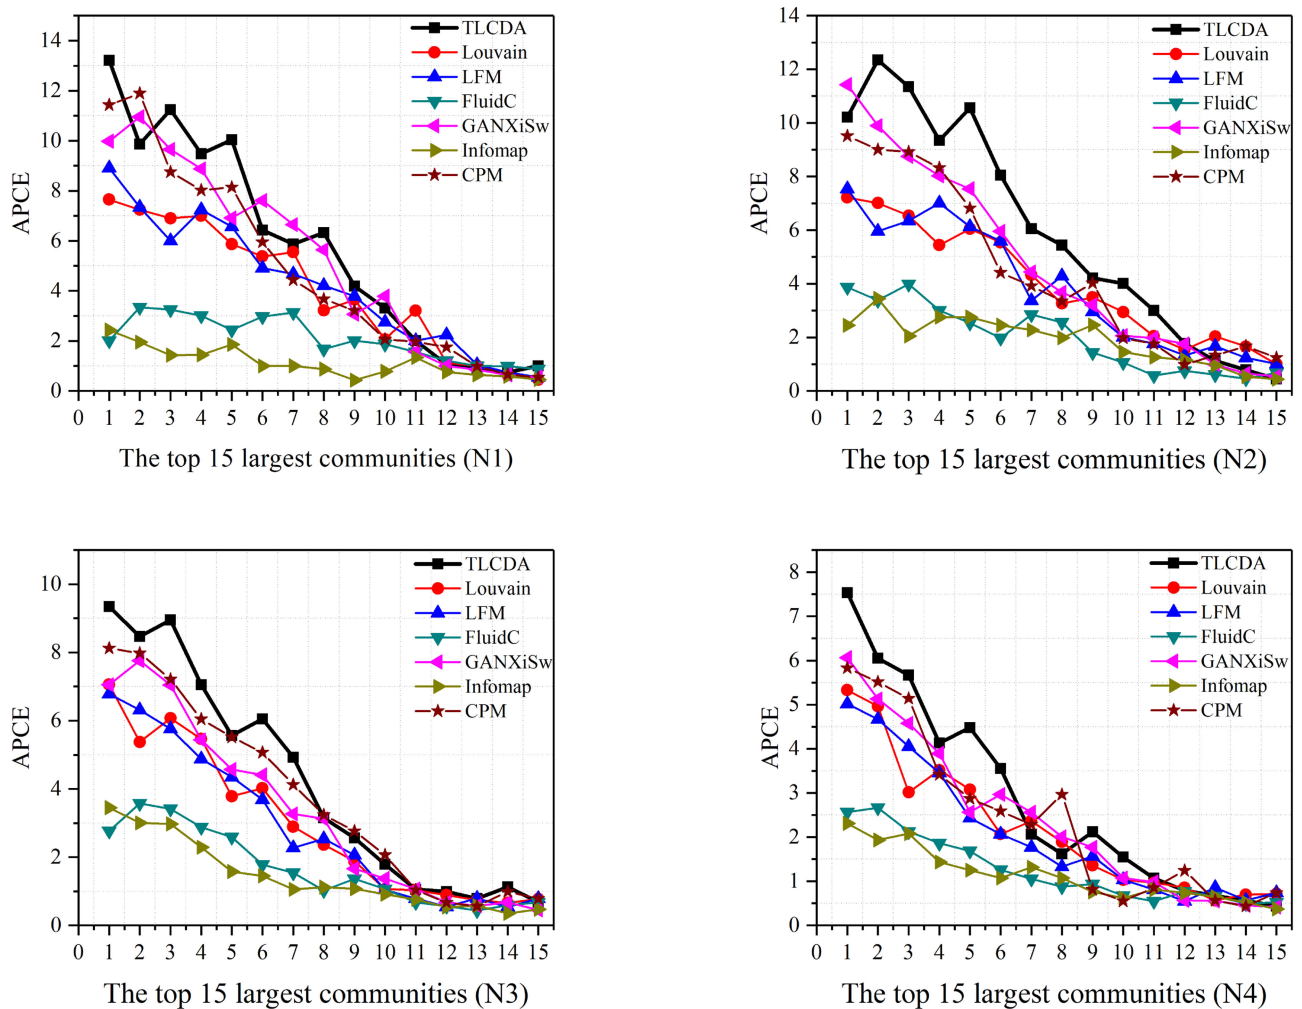 TLCDA
Louvain
LFM
FluidC
GANXiSw
Infomap
CPM
14
12
10
8
6
4
2
0
APCE
0 1 2 3 4 5 6 7 8 9 10 11 12 13 14 15
The top 15 largest communities (N1)
TLCDA
Louvain
LFM
FluidC
GANXiSw
Infomap
CPM
14
12
10
8
6
4
2
0
APCE
0 1 2 3 4 5 6 7 8 9 10 11 12 13 14 15
The top 15 largest communities (N2)
TLCDA
Louvain
LFM
FluidC
GANXiSw
Infomap
CPM
10
8
6
4
2
0
APCE
0 1 2 3 4 5 6 7 8 9 10 11 12 13 14 15
The top 15 largest communities (N3)
TLCDA
Louvain
LFM
FluidC
GANXiSw
Infomap
CPM
8
7
6
5
4
3
2
1
0
APCE
0 1 2 3 4 5 6 7 8 9 10 11 12 13 14 15
The top 15 largest communities (N4)